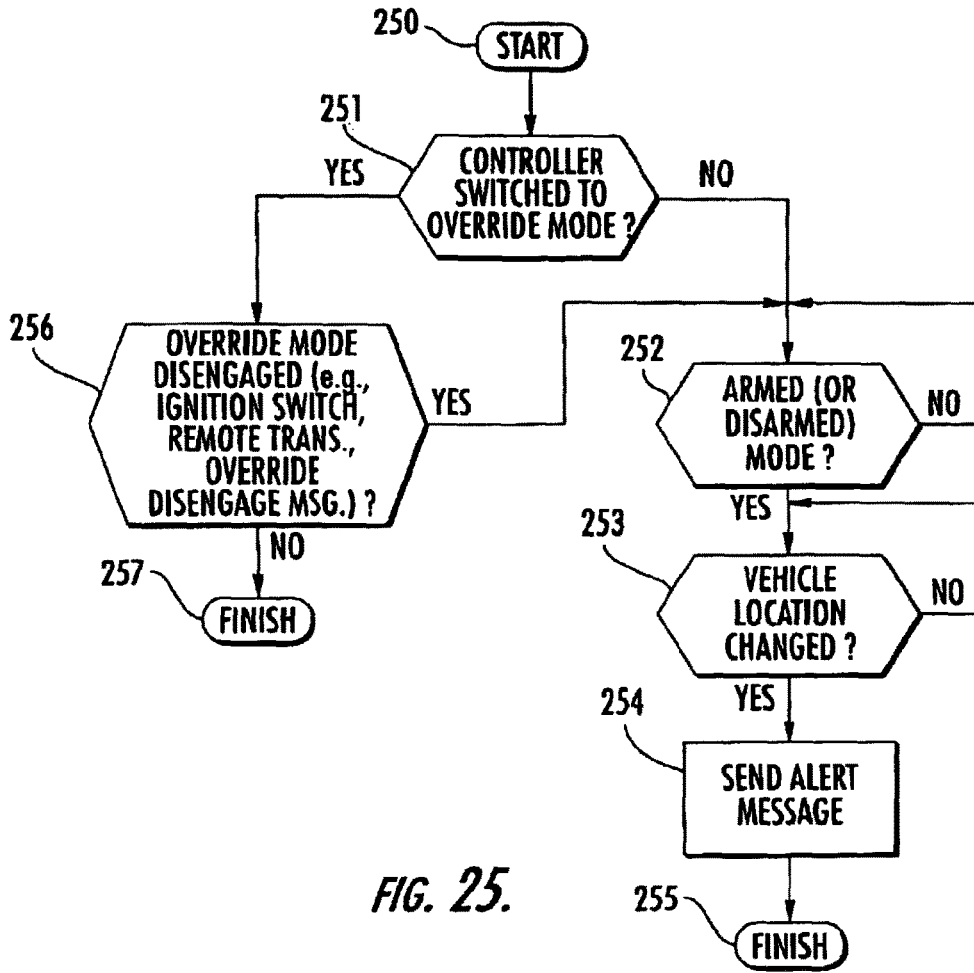 250
START
251
CONTROLLER
SWITCHED TO
OVERRIDE MODE ?
YES
NO
256
OVERRIDE MODE
DISENGAGED (e.g.,
IGNITION SWITCH,
REMOTE TRANS.,
OVERRIDE
DISENGAGE MSG.) ?
YES
NO
257
FINISH
252
ARMED (OR
DISARMED)
MODE ?
NO
YES
253
VEHICLE
LOCATION
CHANGED ?
NO
YES
254
SEND ALERT
MESSAGE
255
FINISH
FIG. 25.